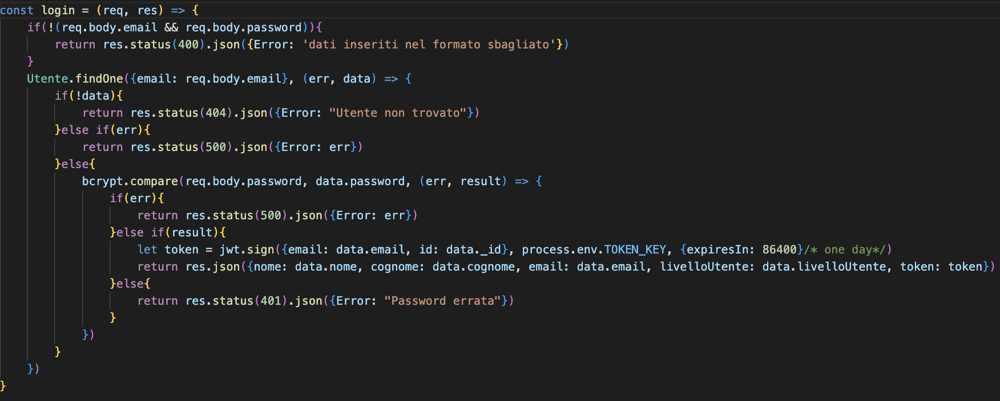 const login = (req, res) => {
    if(!(req.body.email && req.body.password)){
        return res.status(400).json({Error: 'dati inseriti nel formato sbagliato'})
    }
    Utente.findOne({email: req.body.email}, (err, data) => {
        if(!data){
            return res.status(404).json({Error: "Utente non trovato"})
        }else if(err){
            return res.status(500).json({Error: err})
        }else{
            bcrypt.compare(req.body.password, data.password, (err, result) => {
                if(err){
                    return res.status(500).json({Error: err})
                }else if(result){
                    let token = jwt.sign({email: data.email, id: data._id}, process.env.TOKEN_KEY, {expiresIn: 86400}/* one day*/)
                    return res.json({nome: data.nome, cognome: data.cognome, email: data.email, livelloUtente: data.livelloUtente, token: token})
                }else{
                    return res.status(401).json({Error: "Password errata"})
                }
            })
        }
    })
}